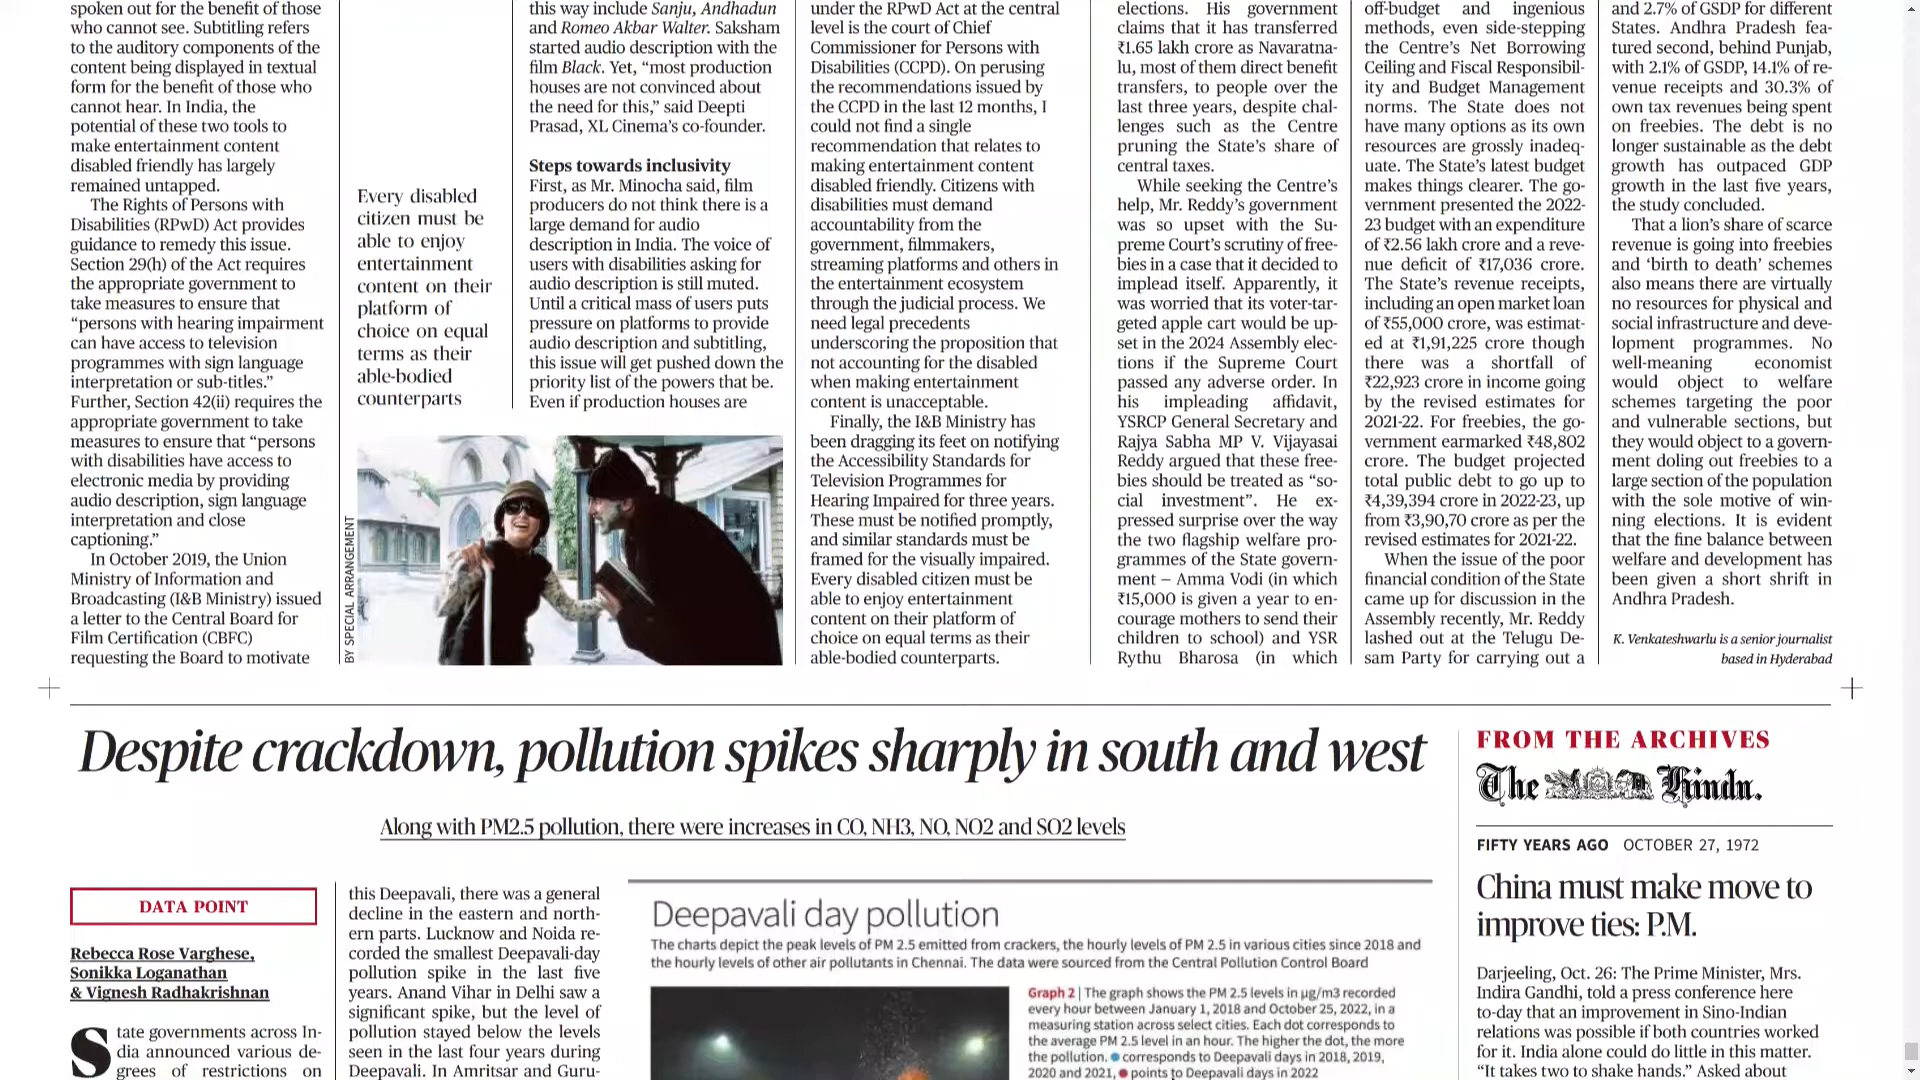 spoken out for the benefit of those
who cannot see. Subtitling refers
to the auditory components of the
content being displayed in textual
form for the benefit of those who
cannot hear. In India, the
potential of these two tools to
make entertainment content
disabled friendly has largely
remained untapped.
The Rights of Persons with
Disabilities (RPwD) Act provides
guidance to remedy this issue.
Section 29(h) of the Act requires
the appropriate government to
take measures to ensure that
“persons with hearing impairment
can have access to television
programmes with sign language
interpretation or sub-titles.”
Further, Section 42(ii) requires the
appropriate government to take
measures to ensure that “persons
with disabilities have access to
electronic media by providing
audio description, sign language
interpretation and close
captioning.”
In October 2019, the Union
Ministry of Information and
Broadcasting (I&B Ministry) issued
a letter to the Central Board for
Film Certification (CBFC)
requesting the Board to motivate
Every disabled
citizen must be
able to enjoy
entertainment
content on their
platform of
choice on equal
terms as their
able-bodied
counterparts
BY SPECIAL ARRANGEMENT
this way include Sanju, Andhadun
and Romeo Akbar Walter. Saksham
started audio description with the
film Black. Yet, “most production
houses are not convinced about
the need for this,” said Deepti
Prasad, XL Cinema’s co-founder.
Steps towards inclusivity
First, as Mr. Minocha said, film
producers do not think there is a
large demand for audio
description in India. The voice of
users with disabilities asking for
audio description is still muted.
Until a critical mass of users puts
pressure on platforms to provide
audio description and subtitling,
this issue will get pushed down the
priority list of the powers that be.
Even if production houses are
under the RPwD Act at the central
level is the court of Chief
Commissioner for Persons with
Disabilities (CCPD). On perusing
the recommendations issued by
the CCPD in the last 12 months, I
could not find a single
recommendation that relates to
making entertainment content
disabled friendly. Citizens with
disabilities must demand
accountability from the
government, filmmakers,
streaming platforms and others in
the entertainment ecosystem
through the judicial process. We
need legal precedents
underscoring the proposition that
not accounting for the disabled
when making entertainment
content is unacceptable.
Finally, the I&B Ministry has
been dragging its feet on notifying
the Accessibility Standards for
Television Programmes for
Hearing Impaired for three years.
These must be notified promptly,
and similar standards must be
framed for the visually impaired.
Every disabled citizen must be
able to enjoy entertainment
content on their platform of
choice on equal terms as their
able-bodied counterparts.
elections. His government
claims that it has transferred
₹1.65 lakh crore as Navaratna-
lu, most of them direct benefit
transfers, to people over the
last three years, despite chal-
lenges such as the Centre
pruning the State’s share of
central taxes.
While seeking the Centre’s
help, Mr. Reddy’s government
was so upset with the Su-
preme Court’s scrutiny of free-
bies in a case that it decided to
implead itself. Apparently, it
was worried that its voter-tar-
geted apple cart would be up-
set in the 2024 Assembly elec-
tions if the Supreme Court
passed any adverse order. In
his impleading affidavit,
YSRCP General Secretary and
Rajya Sabha MP V. Vijayasai
Reddy argued that these free-
bies should be treated as “so-
cial investment”. He ex-
pressed surprise over the way
the two flagship welfare pro-
grammes of the State govern-
ment – Amma Vodi (in which
₹15,000 is given a year to en-
courage mothers to send their
children to school) and YSR
Rythu Bharosa (in which
off-budget and ingenious
methods, even side-stepping
the Centre’s Net Borrowing
Ceiling and Fiscal Responsibil-
ity and Budget Management
norms. The State does not
have many options as its own
resources are grossly inadeq-
uate. The State’s latest budget
makes things clearer. The go-
vernment presented the 2022-
23 budget with an expenditure
of ₹2.56 lakh crore and a reve-
nue deficit of ₹17,036 crore.
The State’s revenue receipts,
including an open market loan
of ₹55,000 crore, was estimat-
ed at ₹1,91,225 crore though
there was a shortfall of
₹22,923 crore in income going
by the revised estimates for
2021-22. For freebies, the go-
vernment earmarked ₹48,802
crore. The budget projected
total public debt to go up to
₹4,39,394 crore in 2022-23, up
from ₹3,90,70 crore as per the
revised estimates for 2021-22.
When the issue of the poor
financial condition of the State
came up for discussion in the
Assembly recently, Mr. Reddy
lashed out at the Telugu De-
sam Party for carrying out a
and 2.7% of GSDP for different
States. Andhra Pradesh fea-
tured second, behind Punjab,
with 2.1% of GSDP, 14.1% of re-
venue receipts and 30.3% of
own tax revenues being spent
on freebies. The debt is no
longer sustainable as the debt
growth has outpaced GDP
growth in the last five years,
the study concluded.
That a lion’s share of scarce
revenue is going into freebies
and ‘birth to death’ schemes
also means there are virtually
no resources for physical and
social infrastructure and deve-
lopment programmes. No
well-meaning economist
would object to welfare
schemes targeting the poor
and vulnerable sections, but
they would object to a govern-
ment doling out freebies to a
large section of the population
with the sole motive of win-
ning elections. It is evident
that the fine balance between
welfare and development has
been given a short shrift in
Andhra Pradesh.
K. Venkateshwarlu is a senior journalist
based in Hyderabad
Despite crackdown, pollution spikes sharply in south and west
Along with PM2.5 pollution, there were increases in CO, NH3, NO, NO2 and SO2 levels
DATA POINT
Rebecca Rose Varghese,
Sonikka Loganathan
& Vignesh Radhakrishnan
State governments across In-
dia announced various de-
grees of restrictions on
this Deepavali, there was a general
decline in the eastern and north-
ern parts. Lucknow and Noida re-
corded the smallest Deepavali-day
pollution spike in the last five
years. Anand Vihar in Delhi saw a
significant spike, but the level of
pollution stayed below the levels
seen in the last four years during
Deepavali. In Amritsar and Guru-
Deepavali day pollution
The charts depict the peak levels of PM 2.5 emitted from crackers, the hourly levels of PM 2.5 in various cities since 2018 and
the hourly levels of other air pollutants in Chennai. The data were sourced from the Central Pollution Control Board
Graph 2 | The graph shows the PM 2.5 levels in µg/m3 recorded
every hour between January 1, 2018 and October 25, 2022, in a
measuring station across select cities. Each dot corresponds to
the average PM 2.5 level in an hour. The higher the dot, the more
the pollution. corresponds to Deepavali days in 2018, 2019,
2020 and 2021, points to Deepavali days in 2022
FROM THE ARCHIVES
The Hindu.
FIFTY YEARS AGO OCTOBER 27, 1972
China must make move to
improve ties: P.M.
Darjeeling, Oct. 26: The Prime Minister, Mrs.
Indira Gandhi, told a press conference here
to-day that an improvement in Sino-Indian
relations was possible if both countries worked
for it. India alone could do little in this matter.
“It takes two to shake hands.” Asked about